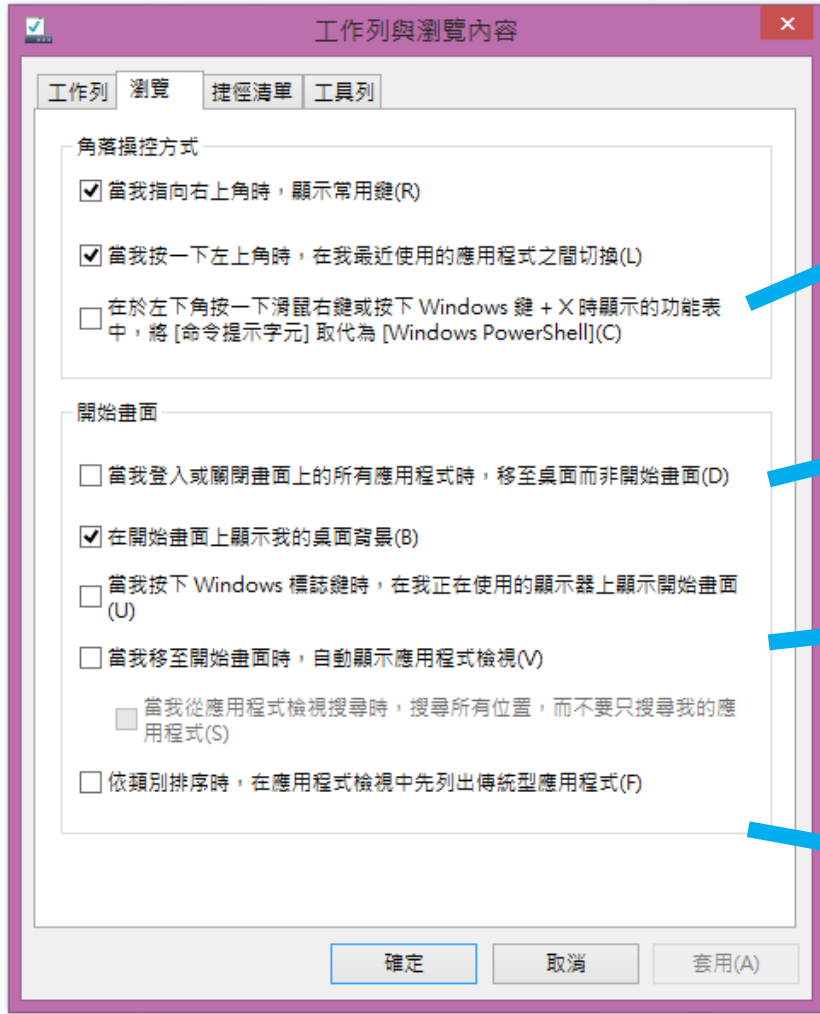 工作列與瀏覽內容
工作列 瀏覽 捷徑清單 工具列
角落操控方式
當我指向右上角時，顯示常用鍵(R)
當我按一下左上角時，在我最近使用的應用程式之間切換(L)
在於左下角按一下滑鼠右鍵或按下 Windows 鍵 + X 時顯示的功能表
中，將 [命令提示字元] 取代為 [Windows PowerShell](C)
開始畫面
當我登入或關閉畫面上的所有應用程式時，移至桌面而非開始畫面(D)
在開始畫面上顯示我的桌面背景(B)
當我按下 Windows 標誌鍵時，在我正在使用的顯示器上顯示開始畫面
(U)
當我移至開始畫面時，自動顯示應用程式檢視(V)
當我從應用程式檢視搜尋時，搜尋所有位置，而不要只搜尋我的應
用程式(S)
依類別排序時，在應用程式檢視中先列出傳統型應用程式(F)
確定 取消 套用(A)